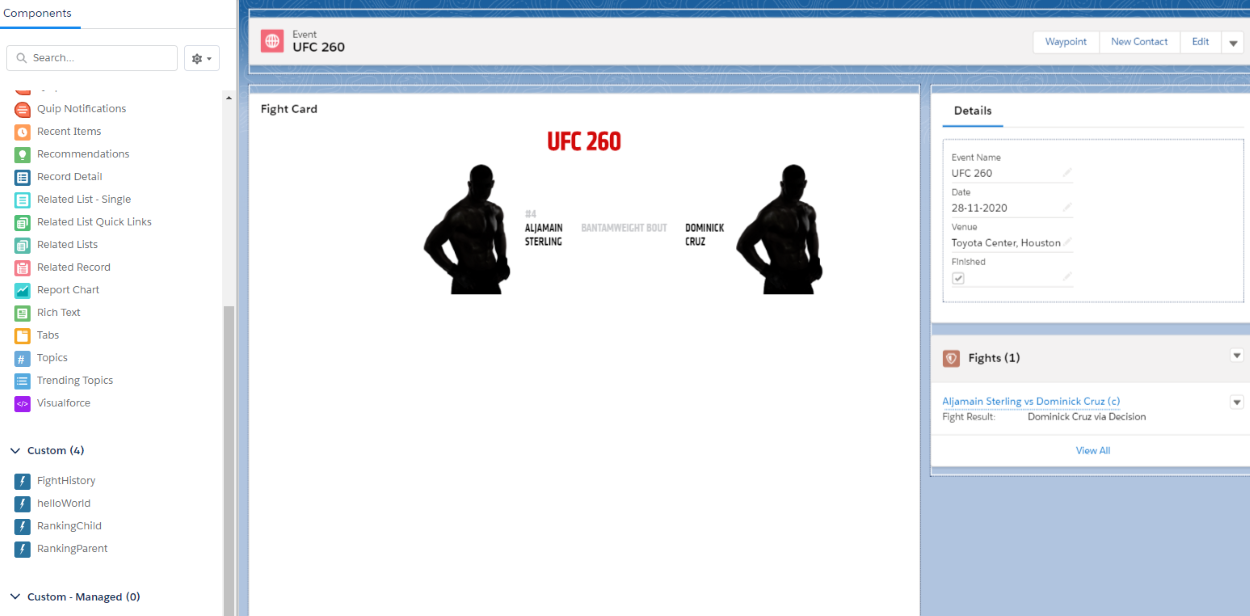 Components
Search...
Quip Notifications
Recent Items
Recommendations
Record Detail
Related List - Single
Related List Quick Links
Related Lists
Related Record
Report Chart
Rich Text
Tabs
Topics
Trending Topics
Visualforce
Custom (4)
FightHistory
helloWorld
RankingChild
RankingParent
Custom - Managed (0)
Event
UFC 260
Waypoint
New Contact
Edit
Fight Card
UFC 260
#4
ALJAMAIN
STERLING
BANTAMWEIGHT BOUT
DOMINICK
CRUZ
Details
Event Name
UFC 260
Date
28-11-2020
Venue
Toyota Center, Houston
Finished
Fights (1)
Aljamain Sterling vs Dominick Cruz (c)
Fight Result: Dominick Cruz via Decision
View All